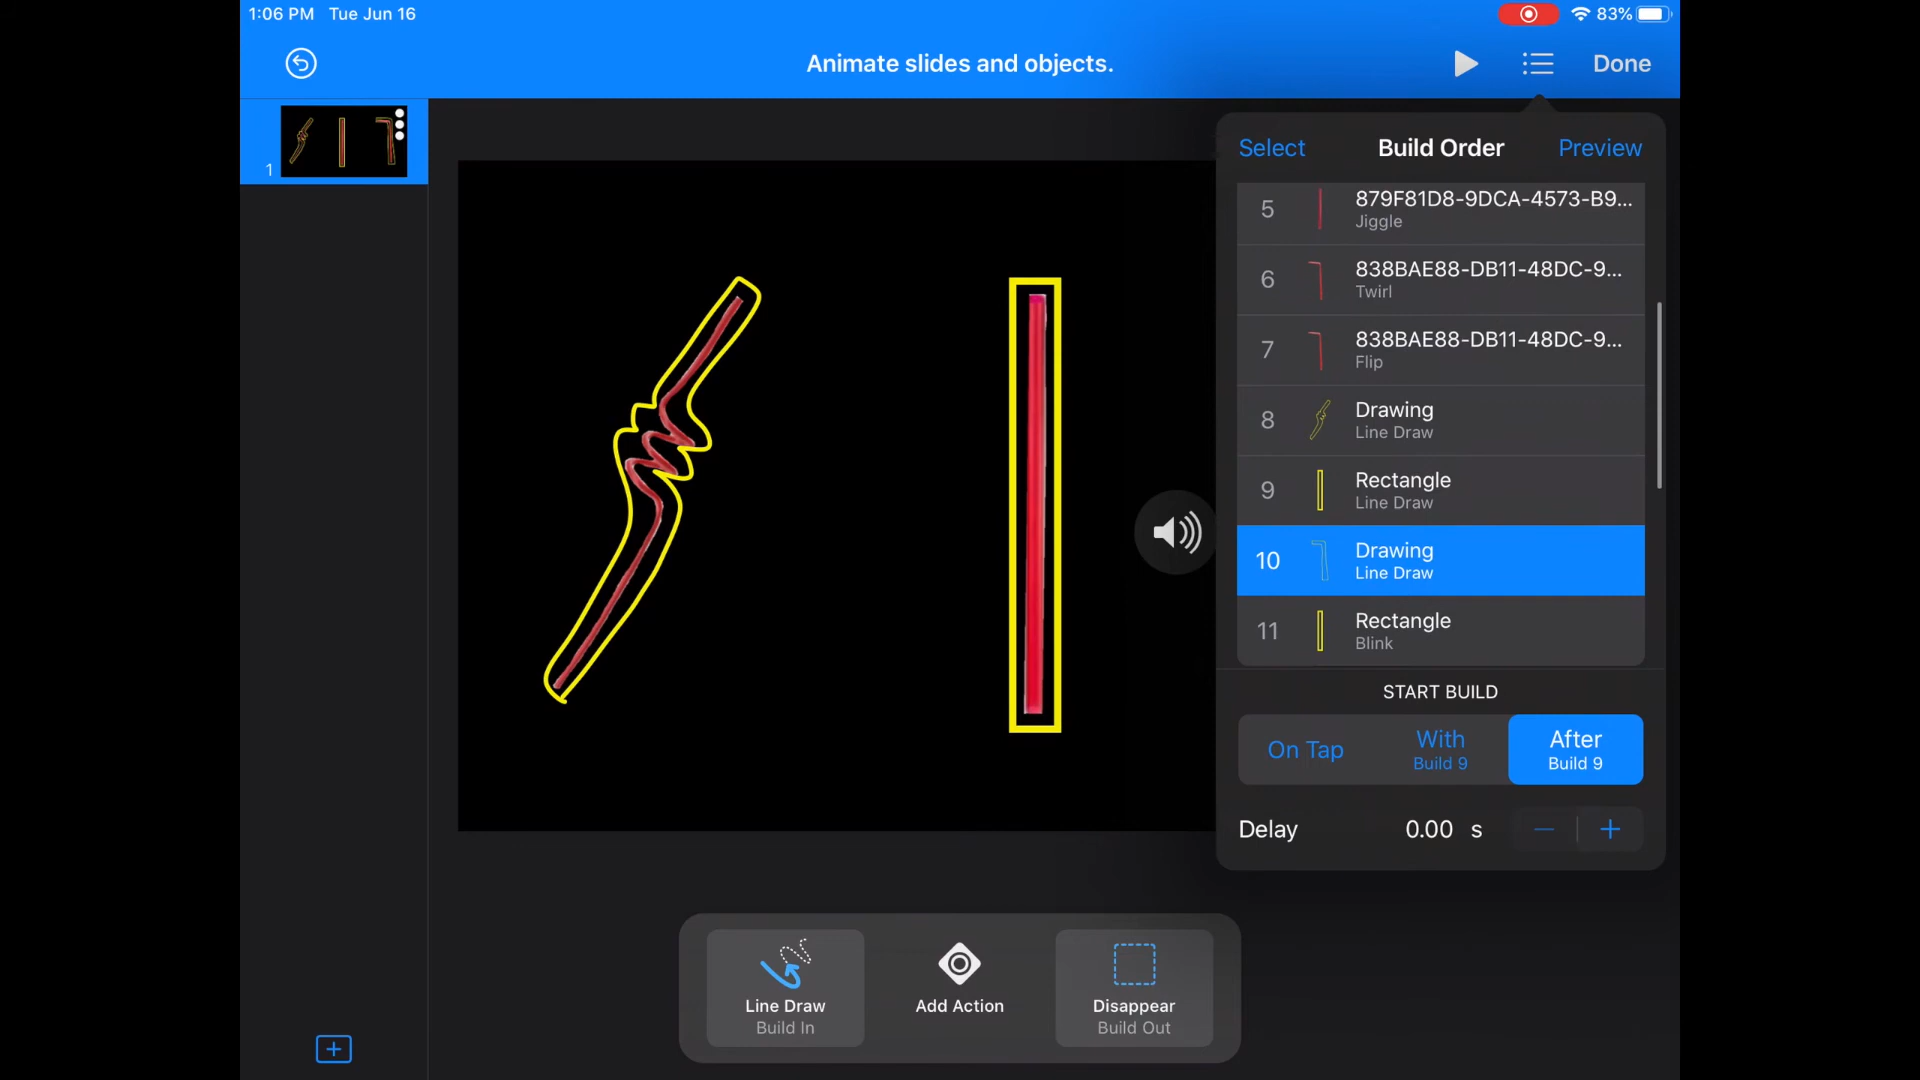 1:06 PM Tue Jun 16
83%
Animate slides and objects.
Done
1
Select
Build Order
Preview
5
879F81D8-9DCA-4573-B9...
Jiggle
6
838BAE88-DB11-48DC-9...
Twirl
7
838BAE88-DB11-48DC-9...
Flip
8
Drawing
Line Draw
9
Rectangle
Line Draw
10
Drawing
Line Draw
11
Rectangle
Blink
START BUILD
On Tap
With
Build 9
After
Build 9
Delay
0.00 s
Line Draw
Build In
Add Action
Disappear
Build Out